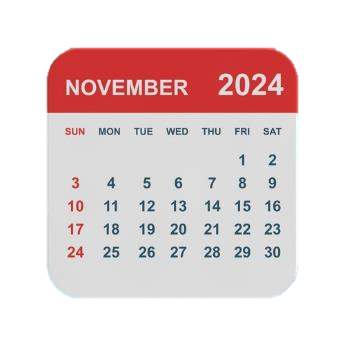 NOVEMBER 2024
SUN MON TUE WED THU FRI SAT
1 2
3 4 5 6 7 8 9
10 11 12 13 14 15 16
17 18 19 20 21 22 23
24 25 26 27 28 29 30